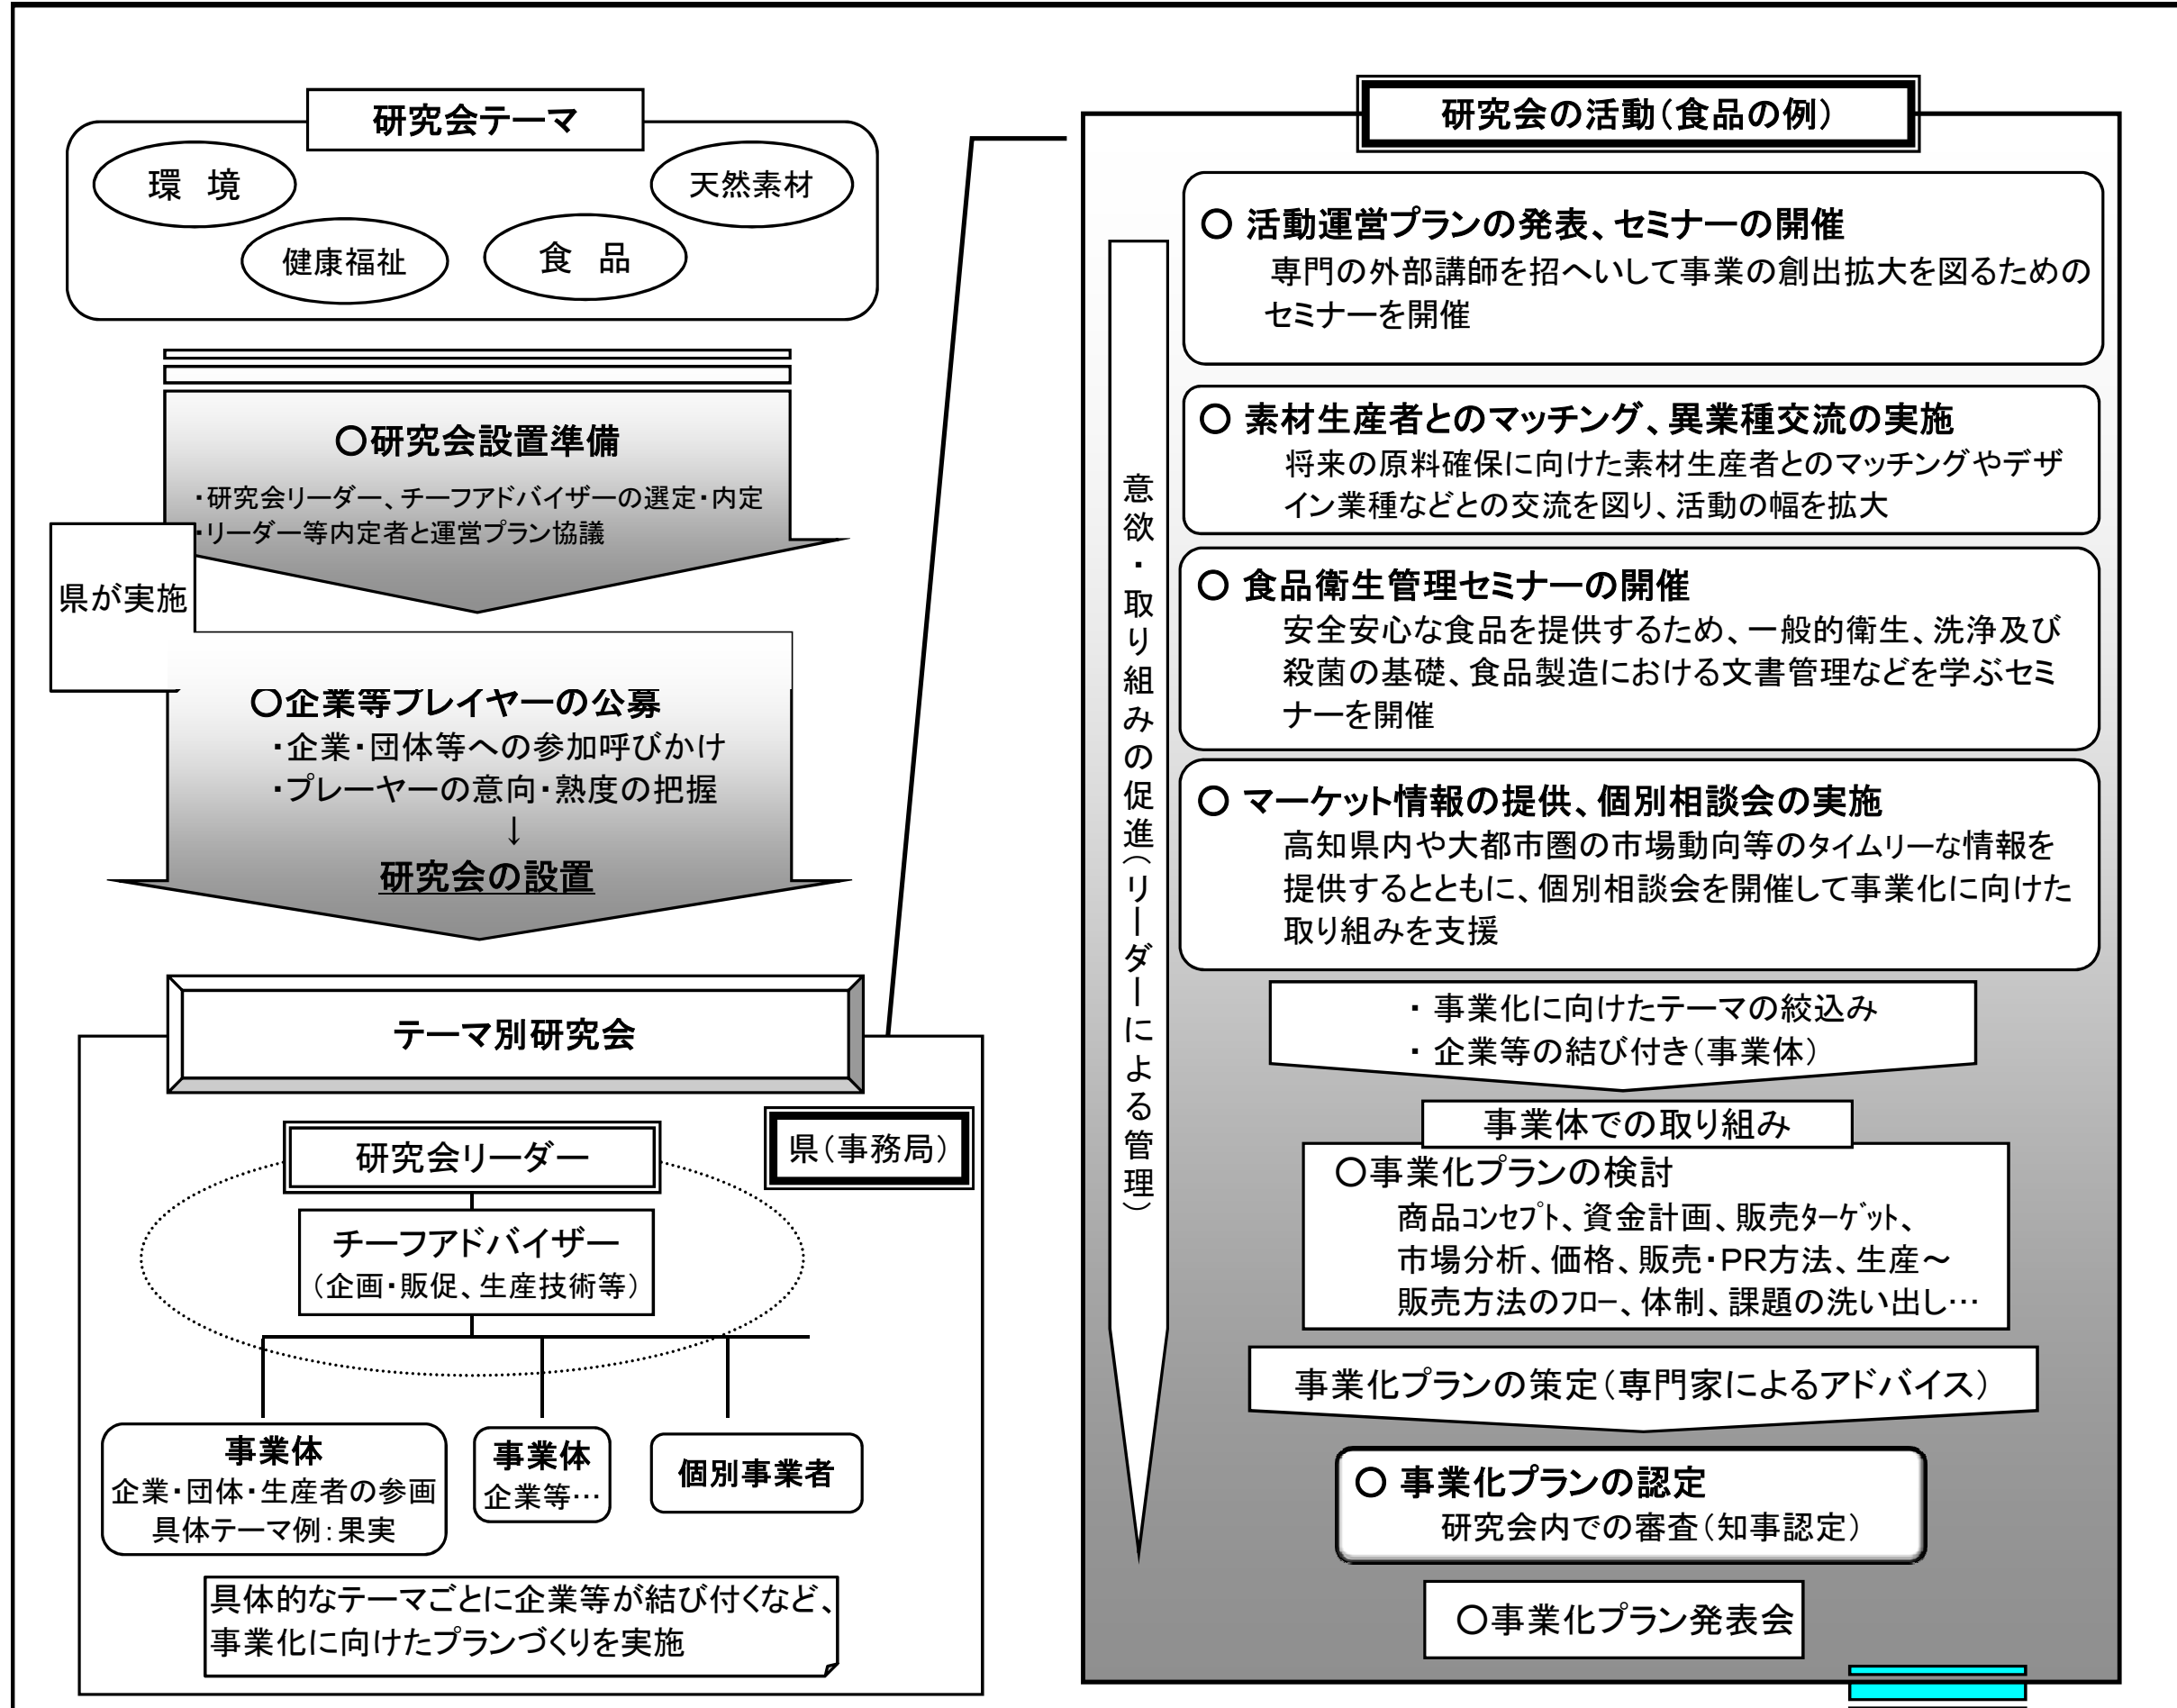 研究会テーマ
環 境
天然素材
健康福祉
食 品
○研究会設置準備
・研究会リーダー、チーフアドバイザーの選定・内定
・リーダー等内定者と運営プラン協議
県が実施
○企業等プレイヤーの公募
・企業・団体等への参加呼びかけ
・プレーヤーの意向・熟度の把握
↓
研究会の設置
テーマ別研究会
県（事務局）
研究会リーダー
チーフアドバイザー
（企画・販促、生産技術等）
事業体
企業・団体・生産者の参画
具体テーマ例：果実
事業体
企業等…
個別事業者
具体的なテーマごとに企業等が結び付くなど、
事業化に向けたプランづくりを実施
研究会の活動（食品の例）
意欲・取り組みの促進（リーダーによる管理）
○ 活動運営プランの発表、セミナーの開催
専門の外部講師を招へいして事業の創出拡大を図るための
セミナーを開催
○ 素材生産者とのマッチング、異業種交流の実施
将来の原料確保に向けた素材生産者とのマッチングやデザ
イン業種などとの交流を図り、活動の幅を拡大
○ 食品衛生管理セミナーの開催
安全安心な食品を提供するため、一般的衛生、洗浄及び
殺菌の基礎、食品製造における文書管理などを学ぶセミ
ナーを開催
○ マーケット情報の提供、個別相談会の実施
高知県内や大都市圏の市場動向等のタイムリーな情報を
提供するとともに、個別相談会を開催して事業化に向けた
取り組みを支援
・ 事業化に向けたテーマの絞込み
・ 企業等の結び付き（事業体）
事業体での取り組み
○事業化プランの検討
商品ｺﾝｾﾌﾟﾄ、資金計画、販売ﾀｰｹﾞｯﾄ、
市場分析、価格、販売・ＰＲ方法、生産～
販売方法のﾌﾛｰ、体制、課題の洗い出し…
事業化プランの策定（専門家によるアドバイス）
○ 事業化プランの認定
研究会内での審査（知事認定）
○事業化プラン発表会